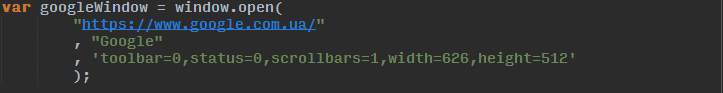 var googleWindow = window.open(
"https://www.google.com.ua/"
, "Google"
, 'toolbar=0,status=0,scrollbars=1,width=626,height=512'
);